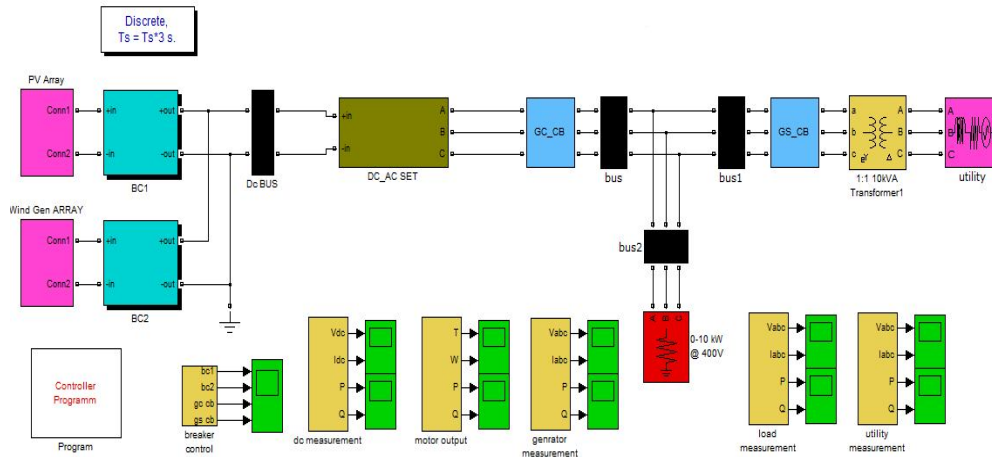 Discrete,
Ts = Ts*3 s.
PV Array
Conn1
Conn2
+in
-in
+out
-out
BC1
Dc BUS
+in
-in
A
B
C
DC_AC SET
GC_CB
bus
bus1
GS_CB
a
b
c
A
B
C
1:1 10kVA
Transformer1
A
B
C
utility
Wind Gen ARRAY
Conn1
Conn2
+in
-in
+out
-out
BC2
bus2
A
B
C
0-10 kW
@ 400V
Controller
Programm
Program
bc1
bc2
gc cb
gs cb
breaker
control
Vdc
Idc
P
Q
dc measurement
T
W
P
Q
motor output
Vabc
Iabc
P
Q
genrator
measurement
Vabc
Iabc
P
Q
load
measurement
Vabc
Iabc
P
Q
utility
measurement